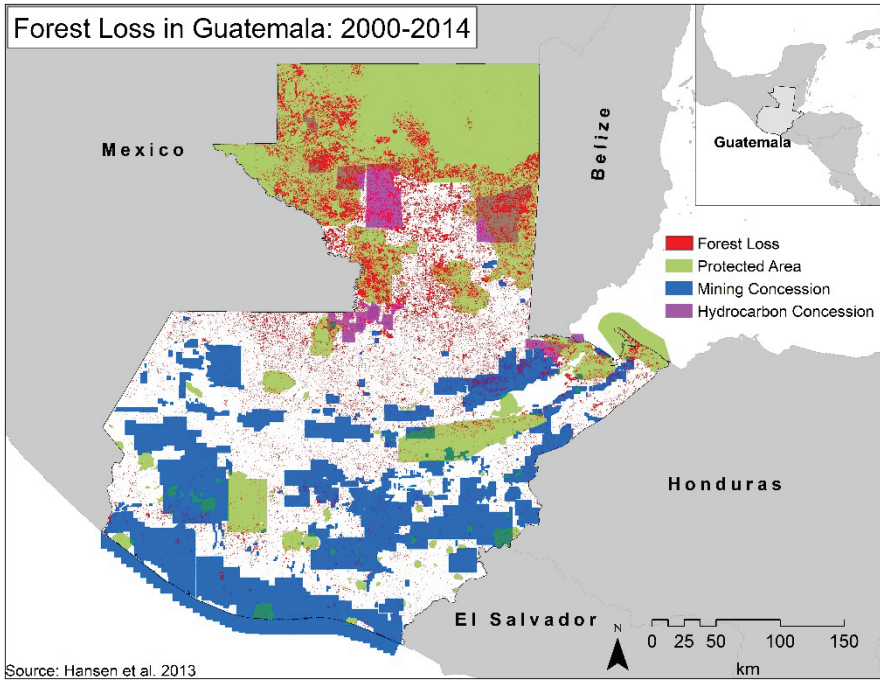 Forest Loss in Guatemala: 2000-2014
Mexico
Belize
Guatemala
Forest Loss
Protected Area
Mining Concession
Hydrocarbon Concession
Honduras
El Salvador
N
0 25 50 100 150
km
Source: Hansen et al. 2013